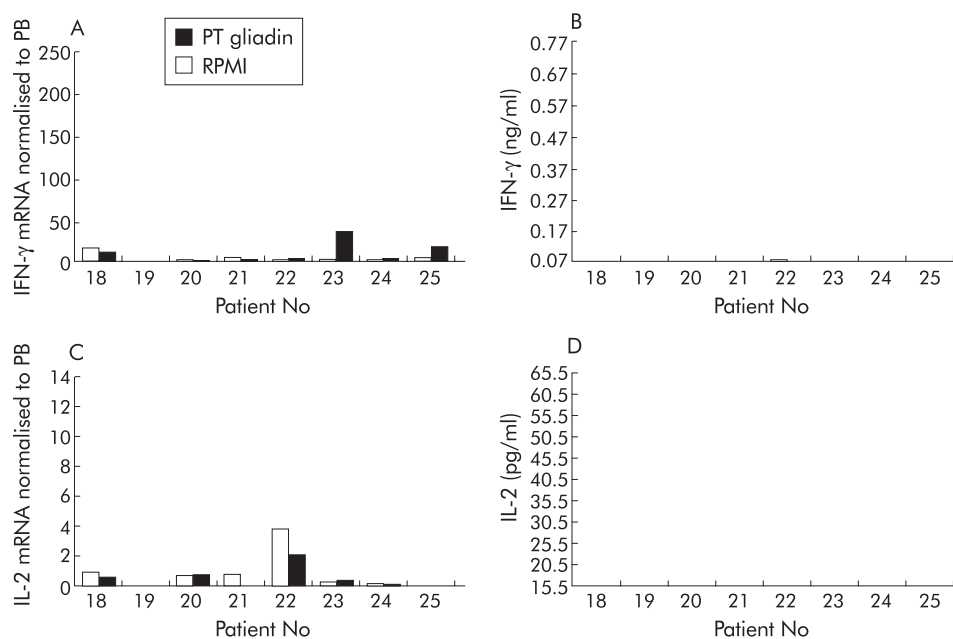 A
IFN-γ mRNA normalised to PB
PT gliadin
RPMI
250
200
150
100
50
0
18 19 20 21 22 23 24 25
Patient No
B
IFN-γ (ng/ml)
0.77
0.67
0.57
0.47
0.37
0.27
0.17
0.07
18 19 20 21 22 23 24 25
Patient No
C
IL-2 mRNA normalised to PB
14
12
10
8
6
4
2
0
18 19 20 21 22 23 24 25
Patient No
D
IL-2 (pg/ml)
65.5
60.5
55.5
50.5
45.5
40.5
35.5
30.5
25.5
20.5
15.5
18 19 20 21 22 23 24 25
Patient No